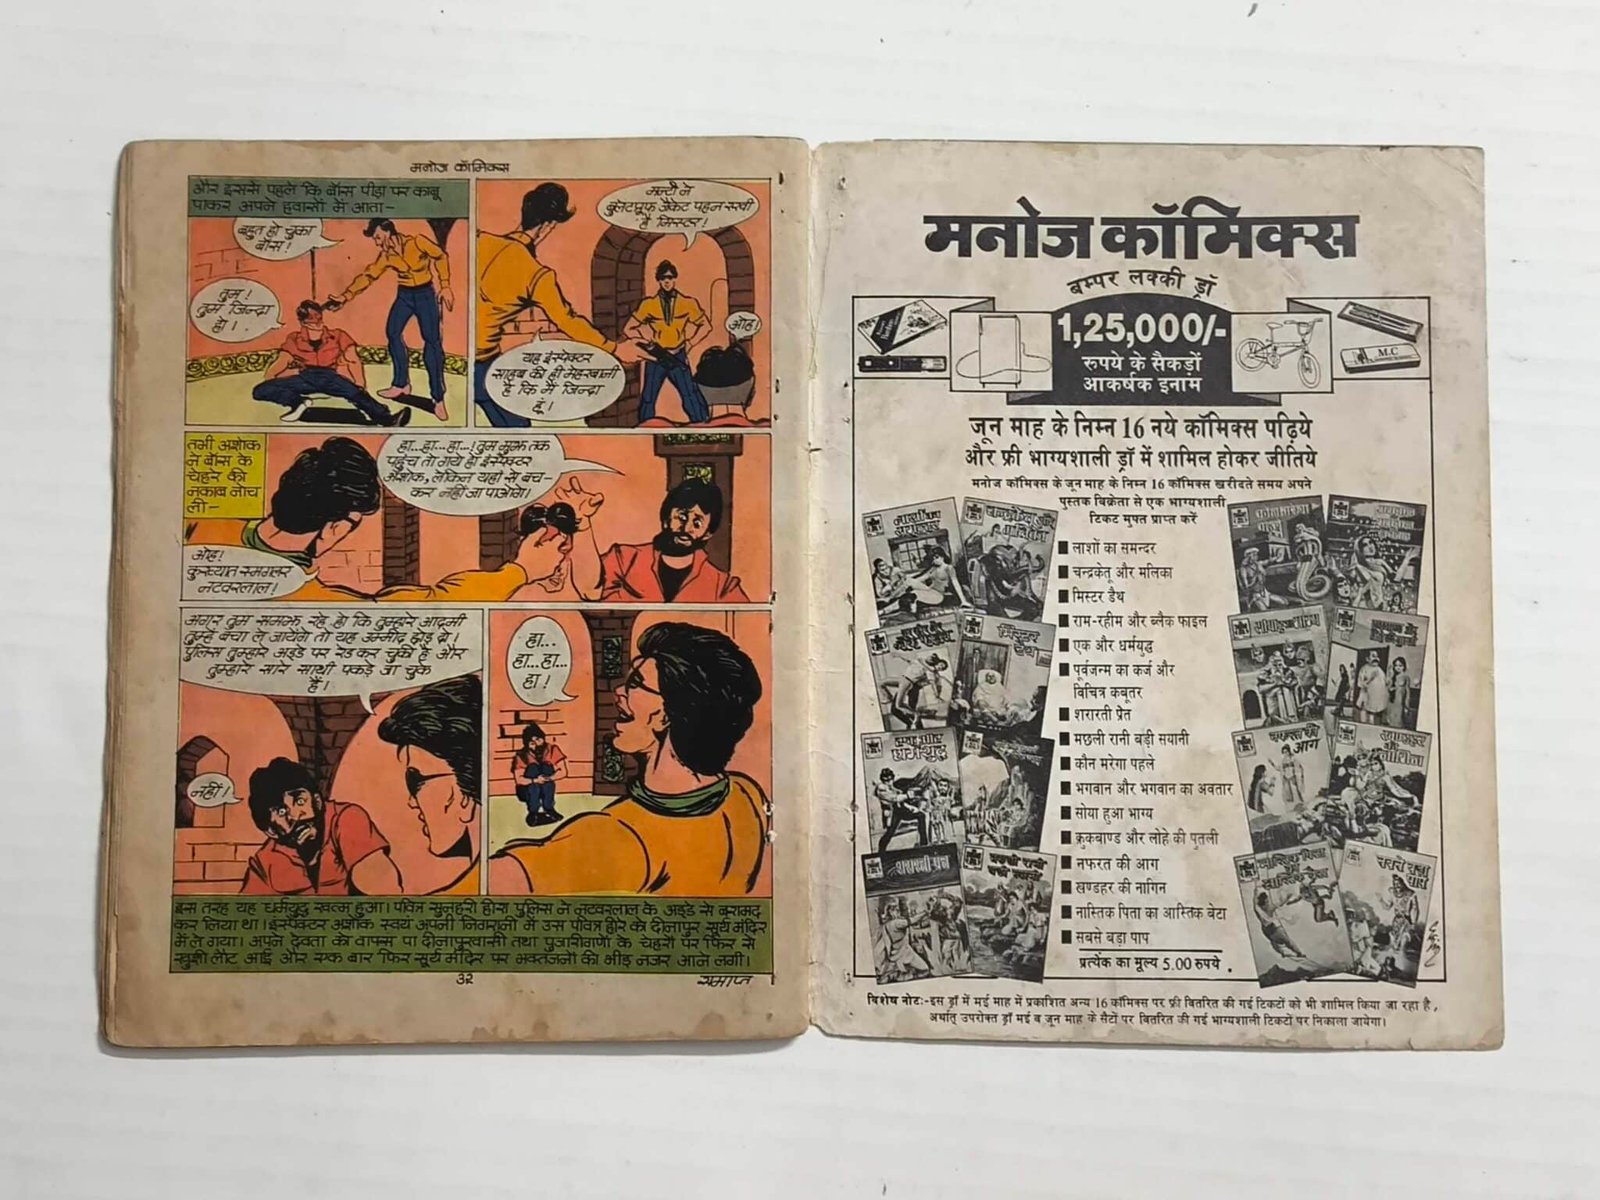 मनोज कॉमिक्स
और इससे पहले कि बॉस पीड़ा पर काबू
पाकर अपने हवासों में आता–
बहुत हो चुका
बॉस!
तुम!
तुम जिन्दा
हो!
मन्टो ने
बुलेटप्रूफ जैकेट पहन रखी
है मिस्टर!
ओह!
यह इंस्पेक्टर
साहब की ही मेहरबानी
है कि मैं जिन्दा
हूं!
तभी अशोक
ने बॉस के
चेहरे की
नकाब नोंच
ली–
हा...हा...हा...! तुम मुझ तक
पहुंच तो गये हो इंस्पेक्टर
अशोक, लेकिन यहां से बच-
कर नहीं जा पाओगे!
ओह!
कुख्यात स्मगलर
नटवरलाल!
अगर तुम समझ रहे हो कि तुम्हारे आदमी
तुम्हें बचा ले जायेंगे तो यह उम्मीद छोड़ दो!
पुलिस तुम्हारे अड्डे पर रेड कर चुकी है और
तुम्हारे सारे साथी पकड़े जा चुके
हैं!
नहीं!
हा...
हा...हा...
हा!
इस तरह यह धर्मयुद्ध खत्म हुआ। पवित्र सुनहरी हीरा पुलिस ने नटवरलाल के अड्डे से बरामद
कर लिया था। इंस्पेक्टर अशोक स्वयं अपनी निगरानी में उस पवित्र हीरे को दीनापुर सूर्य मंदिर
में ले गया। अपने देवता को वापस पा दीनापुरवासी तथा पुजारीगणों के चेहरों पर फिर से
खुशी लौट आई और एक बार फिर सूर्य मंदिर पर भक्तजनों की भीड़ नजर आने लगी।
32
समाप्त
मनोज कॉमिक्स
बम्पर लक्की ड्रॉ
1,25,000/-
रुपये के सैकड़ों
आकर्षक इनाम
M.C
जून माह के निम्न 16 नये कॉमिक्स पढ़िये
और फ्री भाग्यशाली ड्रॉ में शामिल होकर जीतिये
मनोज कॉमिक्स के जून माह के निम्न 16 कॉमिक्स खरीदते समय अपने
पुस्तक विक्रेता से एक भाग्यशाली
टिकट मुफ्त प्राप्त करें
■ लाशों का समन्दर
■ चन्द्रकेतू और मलिका
■ मिस्टर डैथ
■ राम-रहीम और ब्लैक फाइल
■ एक और धर्मयुद्ध
■ पूर्वजन्म का कर्ज और
विचित्र कबूतर
■ शरारती प्रेत
■ मछली रानी बड़ी सयानी
■ कौन मरेगा पहले
■ भगवान और भगवान का अवतार
■ सोया हुआ भाग्य
■ क्रुकबाण्ड और लोहे की पुतली
■ नफरत की आग
■ खण्डहर की नागिन
■ नास्तिक पिता का आस्तिक बेटा
■ सबसे बड़ा पाप
प्रत्येक का मूल्य 5.00 रुपये.
विशेष नोट:-इस ड्रॉ में मई माह में प्रकाशित अन्य 16 कॉमिक्स पर फ्री वितरित की गई टिकटों को भी शामिल किया जा रहा है,
अर्थात् उपरोक्त ड्रॉ मई व जून माह के सैटों पर वितरित की गई भाग्यशाली टिकटों पर निकाला जायेगा।